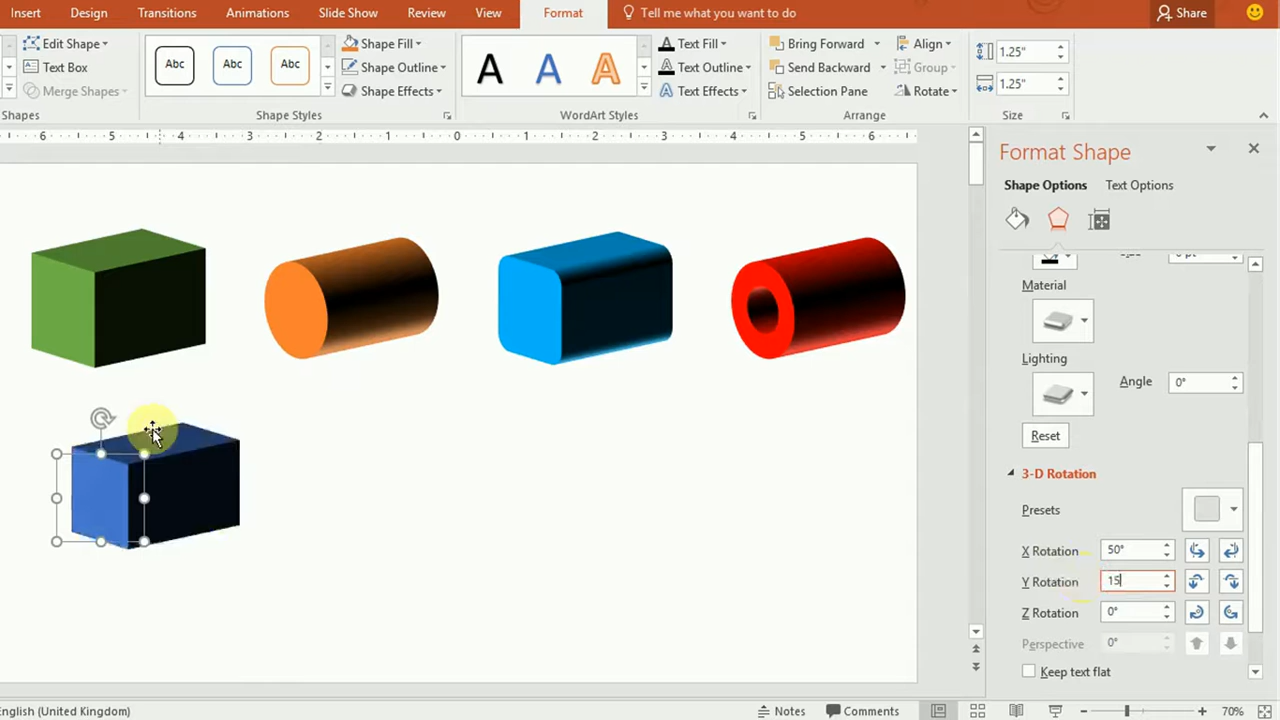 Insert Design Transitions Animations Slide Show Review View Format Tell me what you want to do Share
Edit Shape
Text Box
Merge Shapes
Shapes
Abc Abc Abc
Shape Fill
Shape Outline
Shape Effects
Shape Styles
A A A
Text Fill
Text Outline
Text Effects
WordArt Styles
Bring Forward
Send Backward
Selection Pane
Align
Group
Rotate
Arrange
1.25"
1.25"
Size
6 5 4 3 2 1 0 1 2 3 4 5 6
Format Shape
Shape Options Text Options
Material
Lighting
Angle 0°
Reset
3-D Rotation
Presets
X Rotation 50°
Y Rotation 15
Z Rotation 0°
Perspective 0°
Keep text flat
English (United Kingdom) Notes Comments 70%